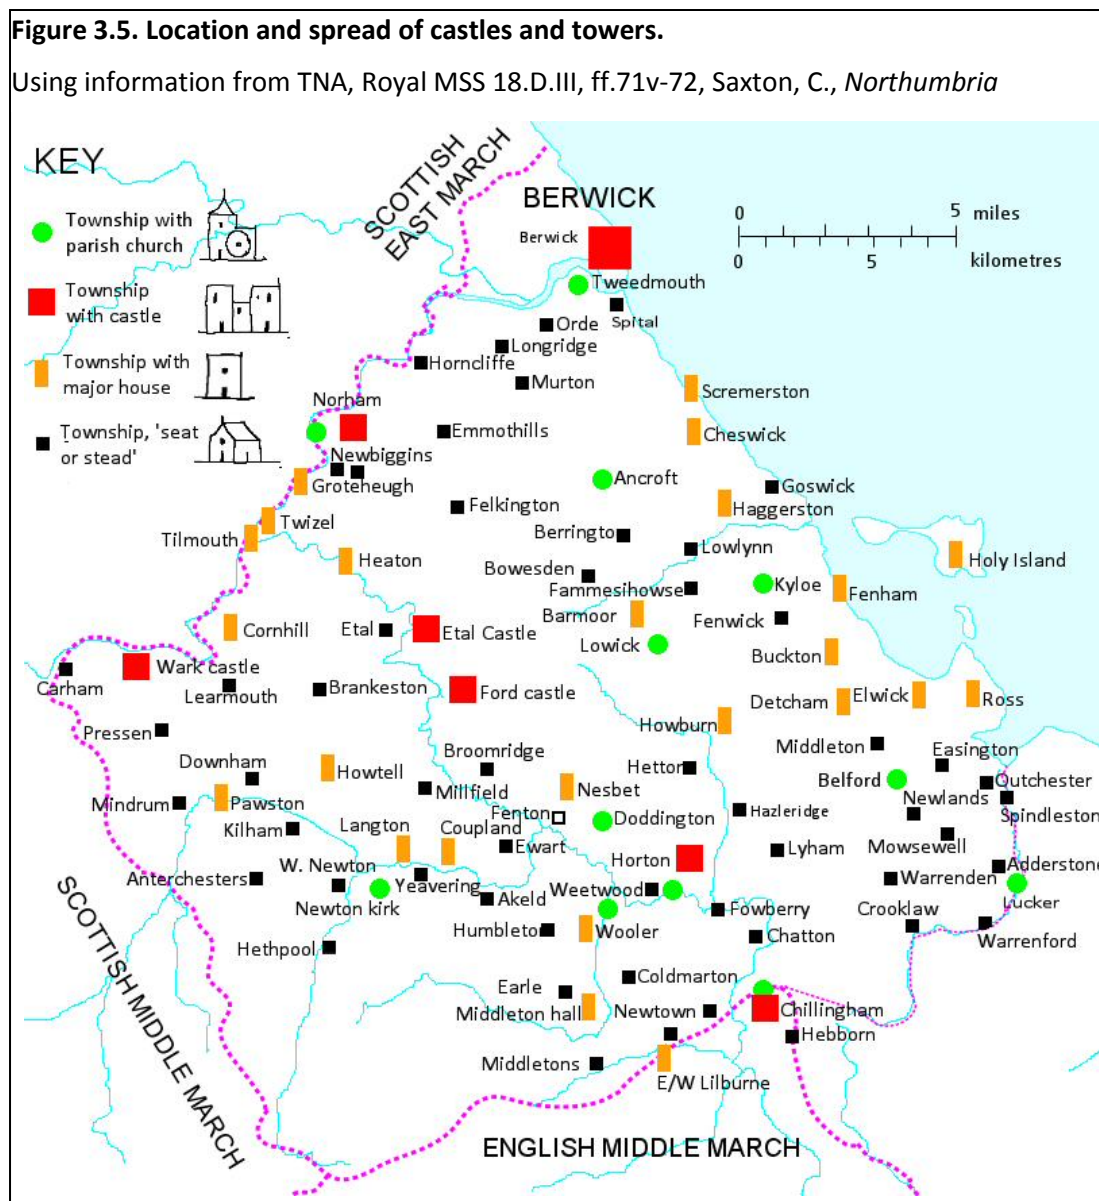 Figure 3.5. Location and spread of castles and towers.
Using information from TNA, Royal MSS 18.D.III, ff.71v-72, Saxton, C., Northumbria
KEY
Township with
parish church
Township
with castle
Township with
major house
Township, 'seat
or stead'
SCOTTISH
EAST MARCH
BERWICK
0 5 miles
0 5 kilometres
Berwick
Tweedmouth
Spital
Orde
Longridge
Horncliffe
Murton
Scremerston
Norham
Emmothills
Cheswick
Newbiggins
Groteheugh
Ancroft
Goswick
Haggerston
Felkington
Twizel
Tilmouth
Berrington
Lowlynn
Heaton
Holy Island
Bowesden
Fammesihowse
Kyloe
Fenham
Barmoor
Fenwick
Cornhill
Etal
Etal Castle
Lowick
Buckton
Wark castle
Carham
Learmouth
Brankeston
Ford castle
Detcham
Elwick
Ross
Howburn
Pressen
Middleton
Easington
Downham
Broomridge
Hetton
Howtell
Belford
Outchester
Mindrum
Pawston
Millfield
Nesbet
Newlands
Spindleston
Hazleridge
Fenton
Doddington
Kilham
Langton
Coupland
Ewart
Mowsewell
Lyham
Horton
Adderstone
W. Newton
Anterchesters
Yeavering
Weetwood
Warrenden
Lucker
Newton kirk
Akeld
Fowberry
Crooklaw
Humbleton
Wooler
Chatton
Warrenford
Hethpool
Coldmarton
Earle
Middleton hall
Newtown
Chillingham
Hebborn
Middletons
E/W Lilburne
SCOTTISH MIDDLE MARCH
ENGLISH MIDDLE MARCH